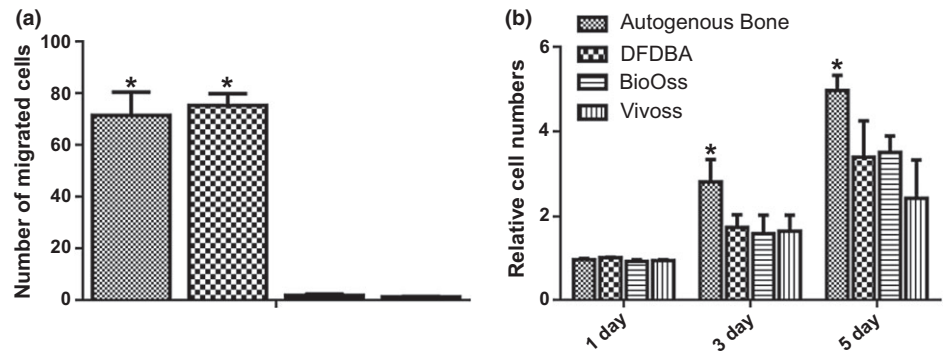 (a)
Number of migrated cells
100
80
60
40
20
0
*
*
(b)
Autogenous Bone
DFDBA
BioOss
Vivoss
Relative cell numbers
6
4
2
0
*
*
1 day
3 day
5 day